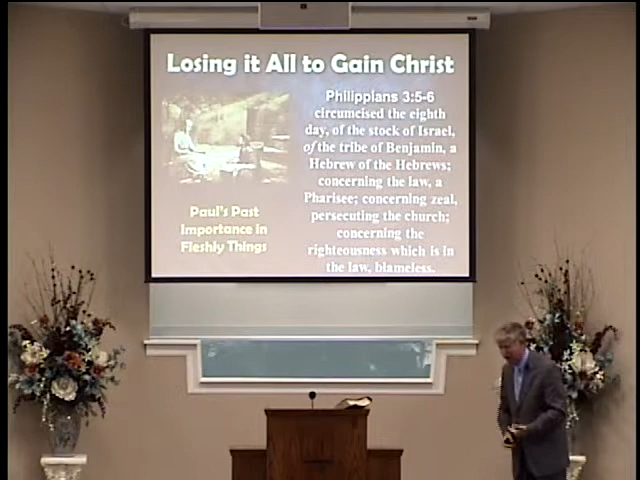 Losing it All to Gain Christ
Philippians 3:5-6
circumcised the eighth
day, of the stock of Israel,
of the tribe of Benjamin, a
Hebrew of the Hebrews;
concerning the law, a
Pharisee; concerning zeal,
persecuting the church;
concerning the
righteousness which is in
the law, blameless.
Paul's Past
Importance in
Fleshly Things